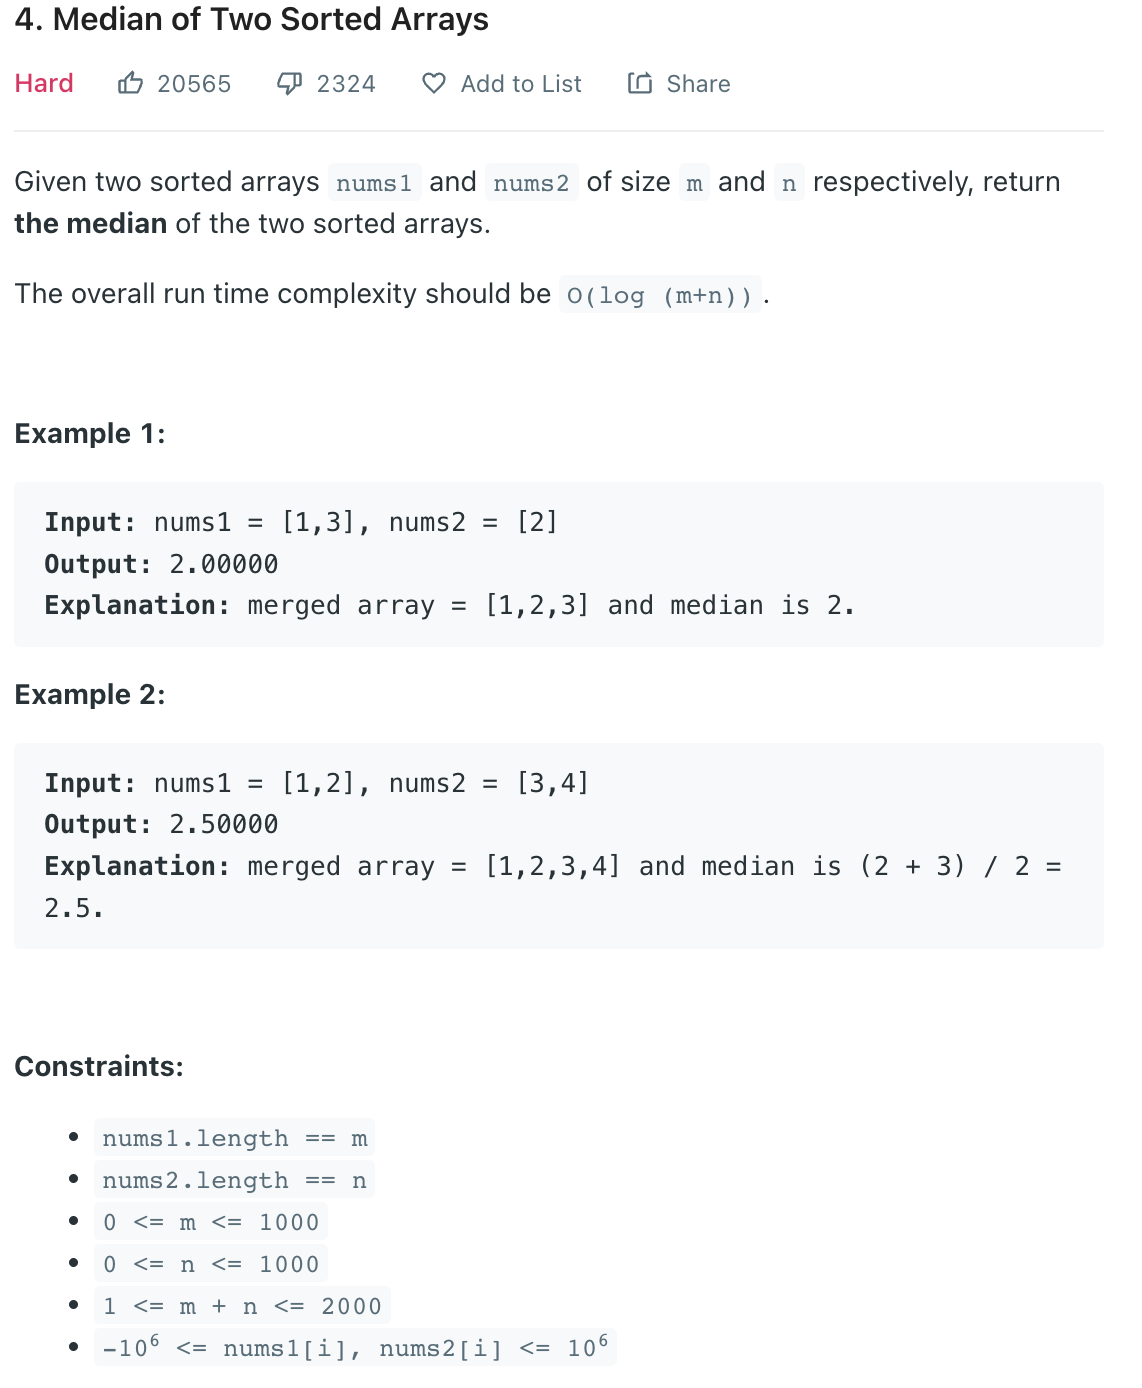 4. Median of Two Sorted Arrays
Hard 20565 2324 Add to List Share
Given two sorted arrays nums1 and nums2 of size m and n respectively, return
the median of the two sorted arrays.
The overall run time complexity should be O(log (m+n)).
Example 1:
Input: nums1 = [1,3], nums2 = [2]
Output: 2.00000
Explanation: merged array = [1,2,3] and median is 2.
Example 2:
Input: nums1 = [1,2], nums2 = [3,4]
Output: 2.50000
Explanation: merged array = [1,2,3,4] and median is (2 + 3) / 2 =
2.5.
Constraints:
• nums1.length == m
• nums2.length == n
• 0 <= m <= 1000
• 0 <= n <= 1000
• 1 <= m + n <= 2000
• -10⁶ <= nums1[i], nums2[i] <= 10⁶